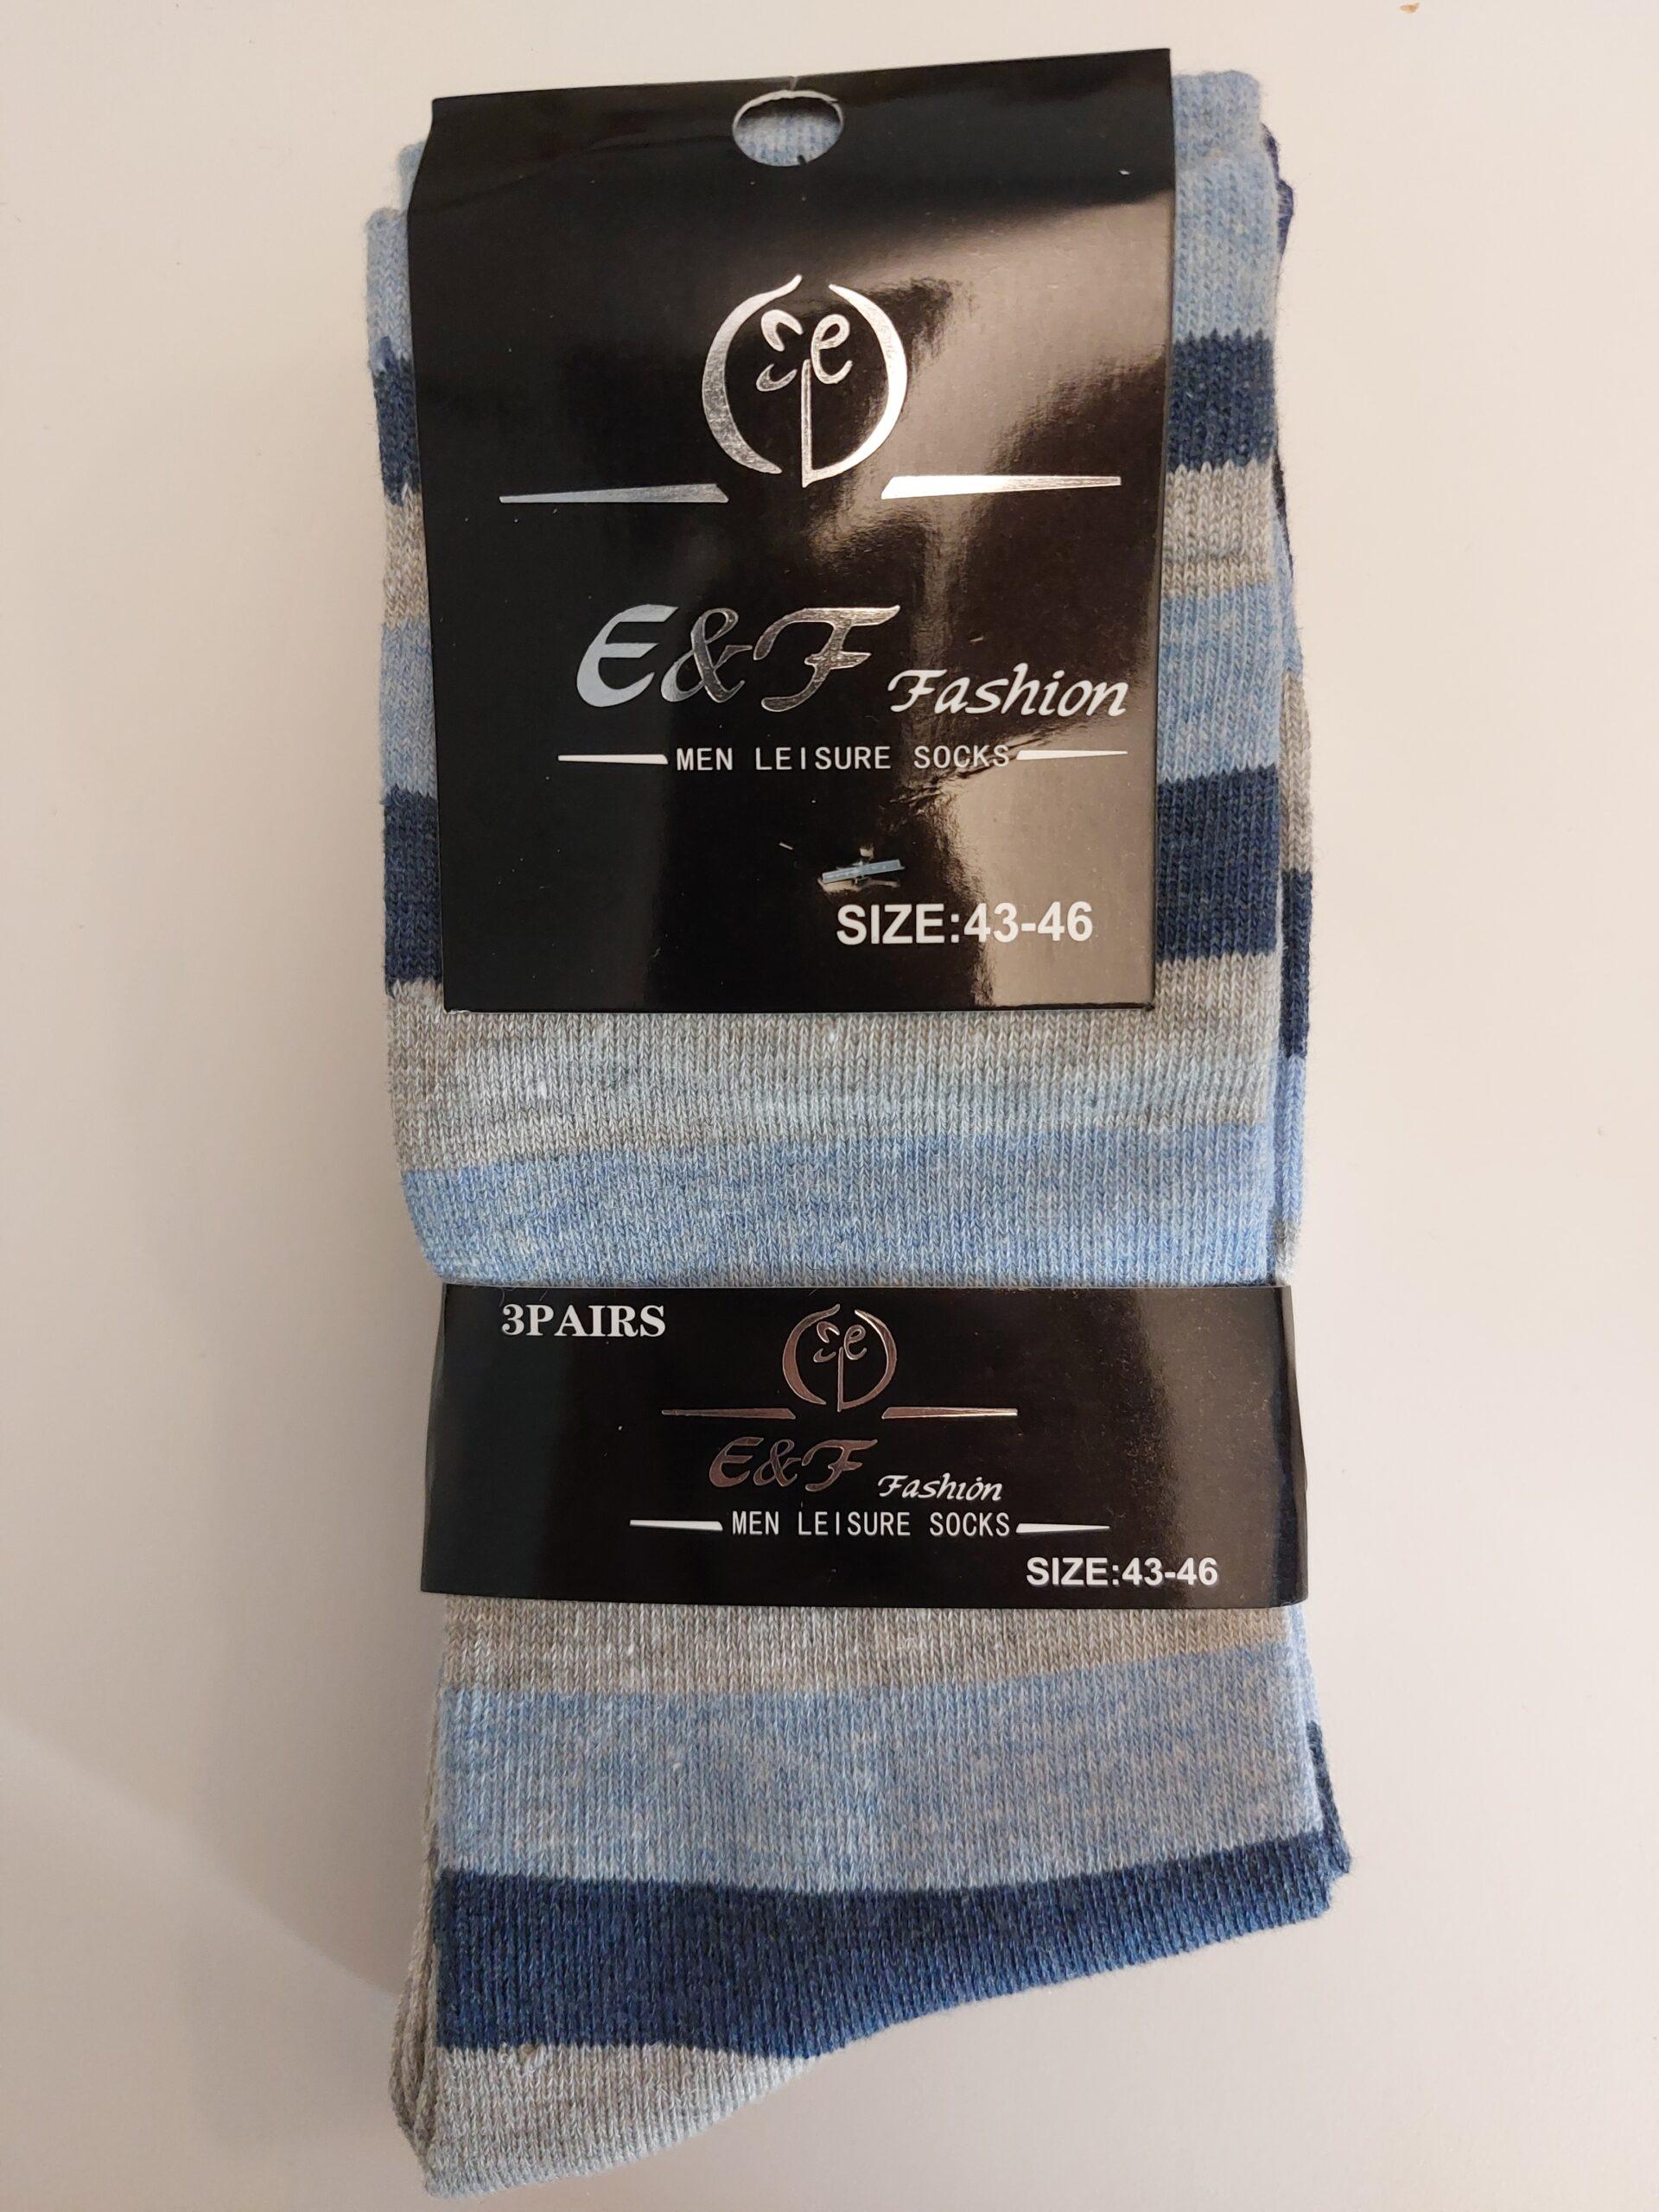 E&F Fashion
MEN LEISURE SOCKS
SIZE:43-46
3PAIRS
E&F Fashion
MEN LEISURE SOCKS
SIZE:43-46